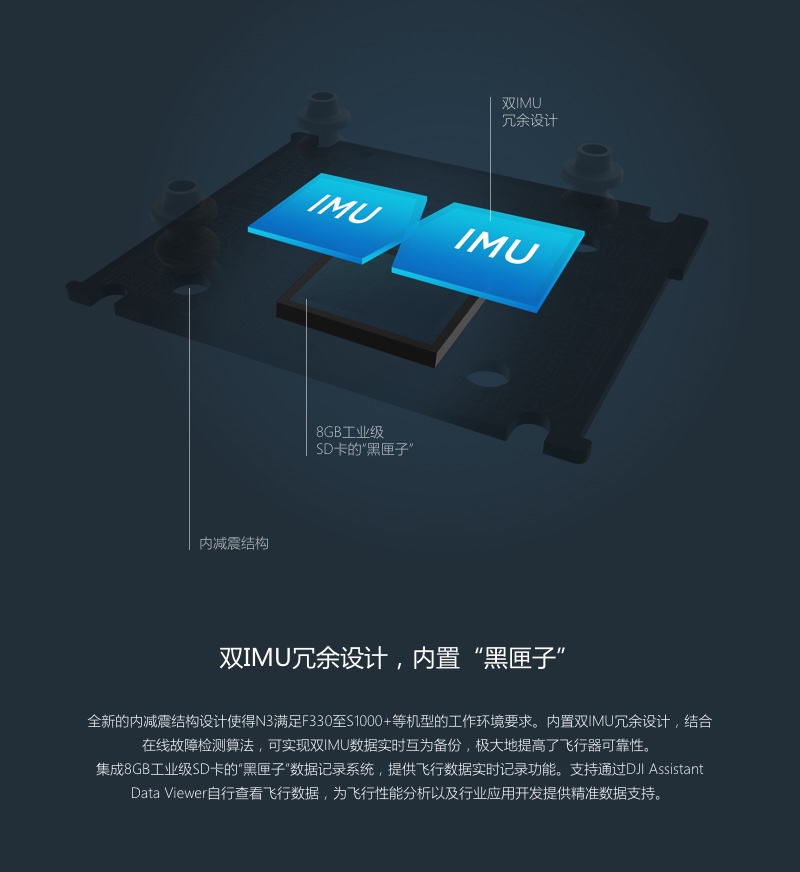 双IMU
冗余设计
IMU
IMU
8GB工业级
SD卡的“黑匣子”
内减震结构
双IMU冗余设计，内置“黑匣子”
全新的内减震结构设计使得N3满足F330至S1000+等机型的工作环境要求。内置双IMU冗余设计，结合
在线故障检测算法，可实现双IMU数据实时互为备份，极大地提高了飞行器可靠性。
集成8GB工业级SD卡的“黑匣子”数据记录系统，提供飞行数据实时记录功能。支持通过DJI Assistant
Data Viewer自行查看飞行数据，为飞行性能分析以及行业应用开发提供精准数据支持。